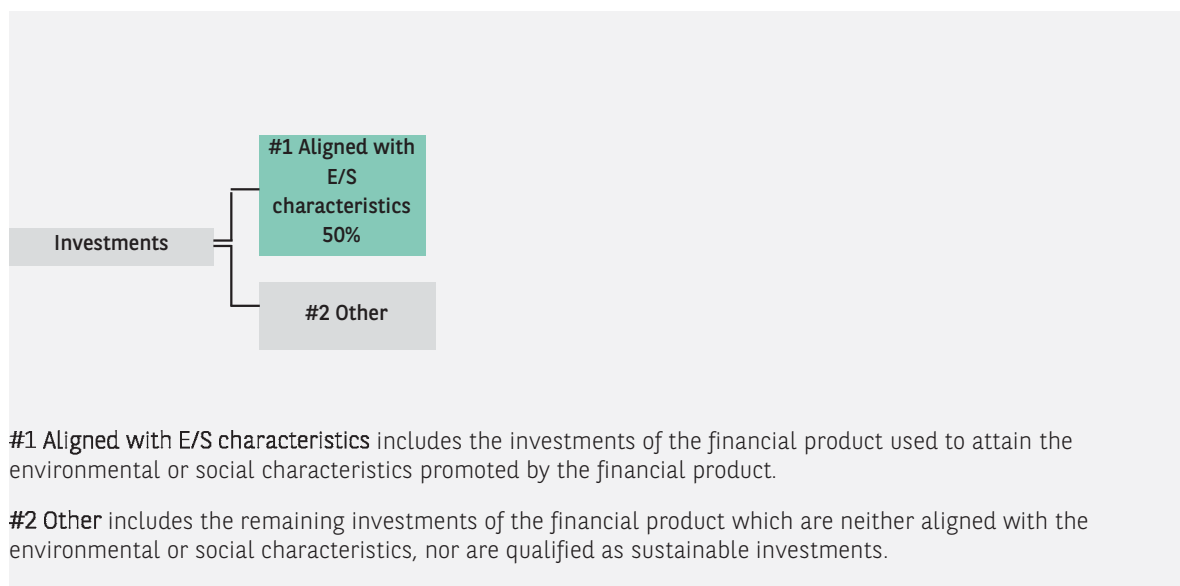 #1 Aligned with
E/S
characteristics
50%
Investments
#2 Other
#1 Aligned with E/S characteristics includes the investments of the financial product used to attain the
environmental or social characteristics promoted by the financial product.
#2 Other includes the remaining investments of the financial product which are neither aligned with the
environmental or social characteristics, nor are qualified as sustainable investments.